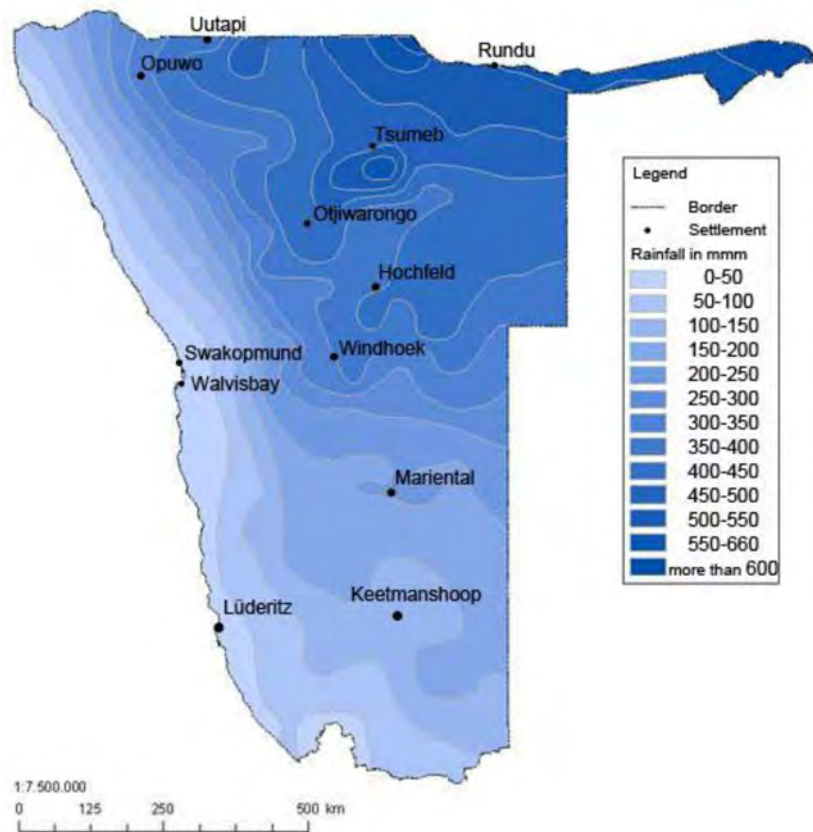 Uutapi
Rundu
Opuwo
Tsumeb
Otjiwarongo
Hochfeld
Swakopmund
Windhoek
Walvisbay
Mariental
Keetmanshoop
Lüderitz
Legend
Border
Settlement
Rainfall in mmm
0-50
50-100
100-150
150-200
200-250
250-300
300-350
350-400
400-450
450-500
500-550
550-660
more than 600
1:7.500.000
0 125 250 500 km